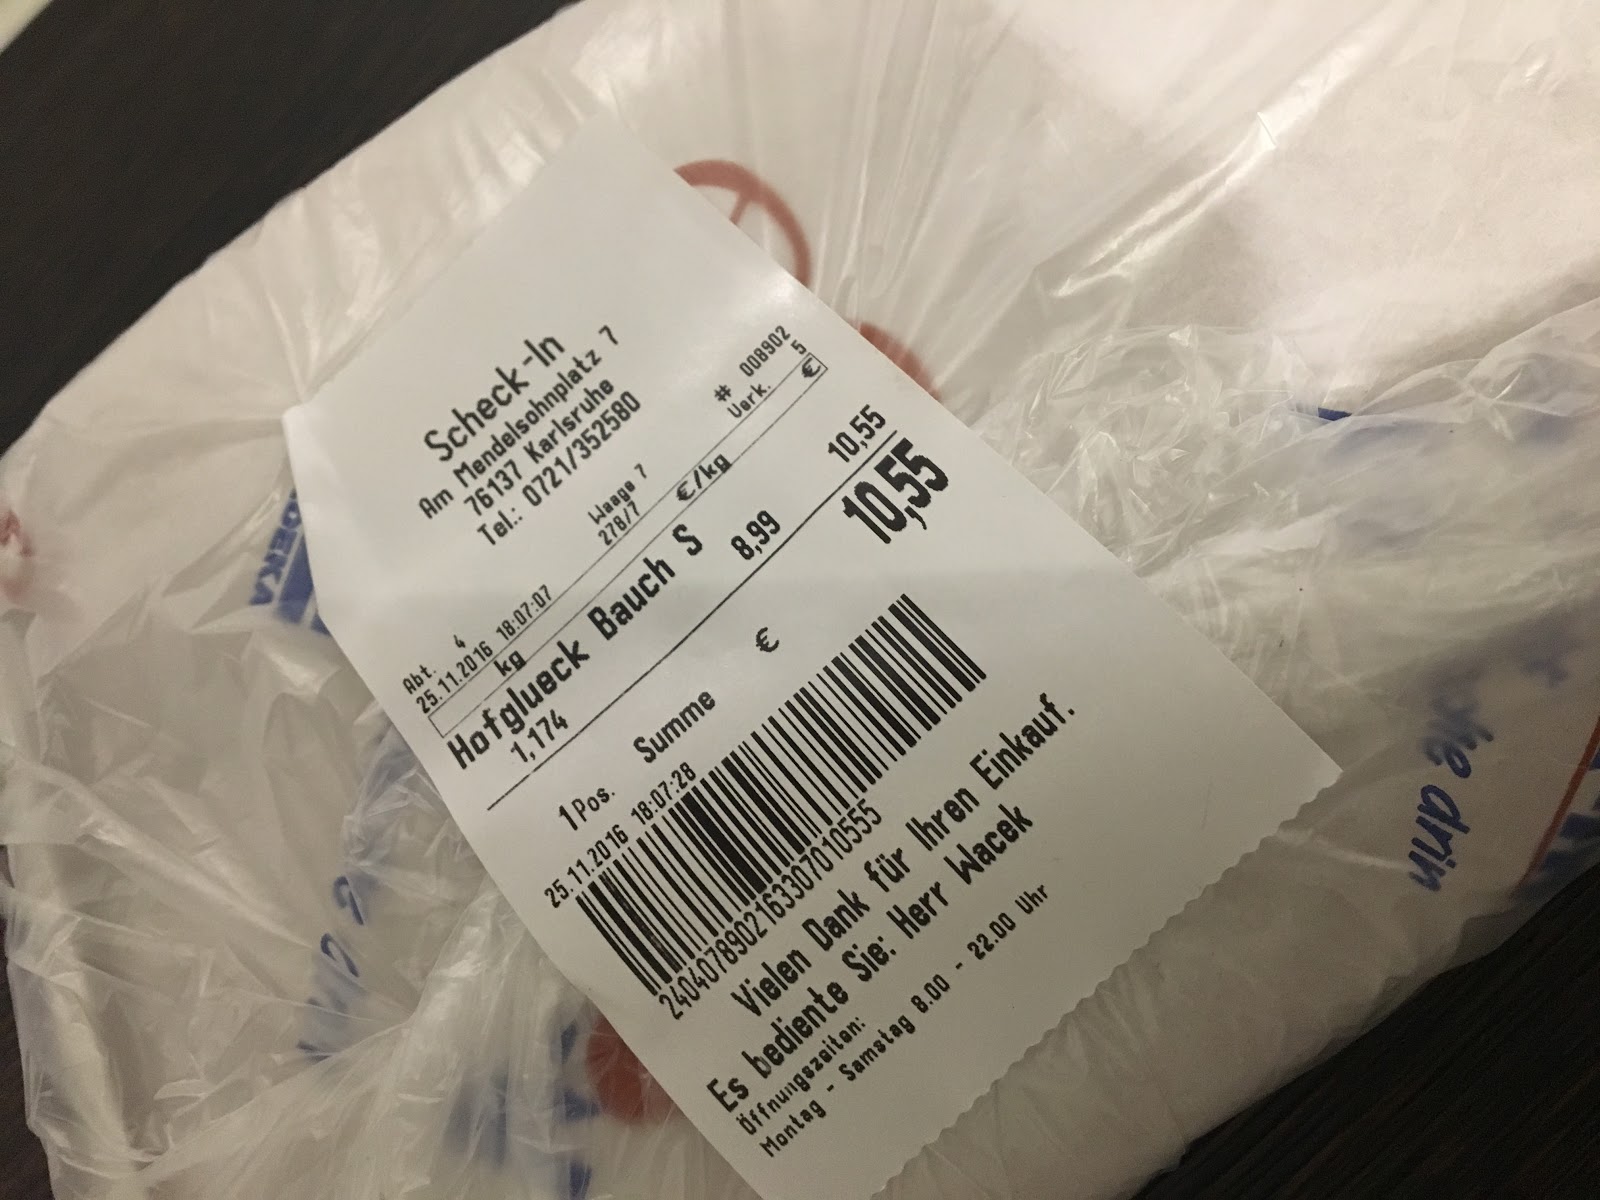 Scheck-In
Am Mendelsohnplatz 7
76137 Karlsruhe
Tel.: 0721/352580
Waage 7 # 008902
Abt. 4 278/7 Verk. 5
25.11.2016 18:07:07
kg €/kg €
Hofglueck Bauch S
1,174 8,99 10,55
1Pos. Summe € 10,55
25.11.2016 18:07:28
2404078902163307010555
Vielen Dank für Ihren Einkauf.
Es bediente Sie: Herr Wacek
Öffnungszeiten:
Montag - Samstag 8.00 - 22.00 Uhr
EDEKA
drin